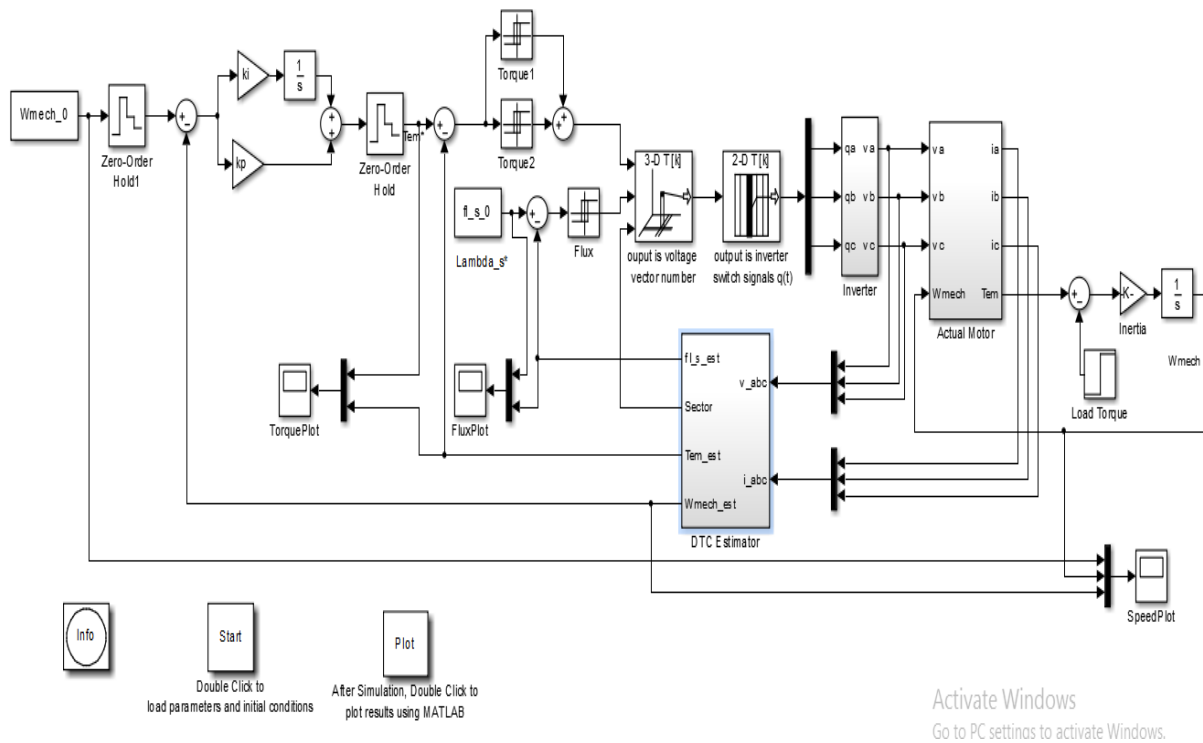 Wmech_0
Zero-Order
Hold1
ki
1
s
kp
Zero-Order
Hold
Tem*
Torque1
Torque2
fl_s_0
Lambda_s*
Flux
3-D T[k]
ouput is voltage
vector number
2-D T[k]
output is inverter
switch signals q(t)
qa va
qb vb
qc vc
Inverter
va ia
vb ib
vc ic
Wmech Tem
Actual Motor
-K-
Inertia
1
s
Wmech
Load Torque
TorquePlot
FluxPlot
fl_s_est
Sector
Tem_est
Wmech_est
v_abc
i_abc
DTC Estimator
SpeedPlot
Info
Start
Double Click to
load parameters and initial conditions
Plot
After Simulation, Double Click to
plot results using MATLAB
Activate Windows
Go to PC settings to activate Windows.